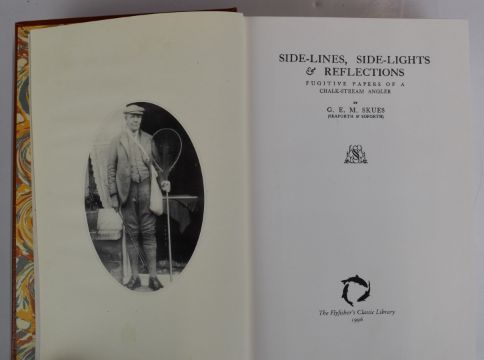 SIDE-LINES, SIDE-LIGHTS
& REFLECTIONS
FUGITIVE PAPERS OF A
CHALK-STREAM ANGLER
BY
G. E. M. SKUES
(SEAFORTH & SOFORTH)
The Flyfisher's Classic Library
1996